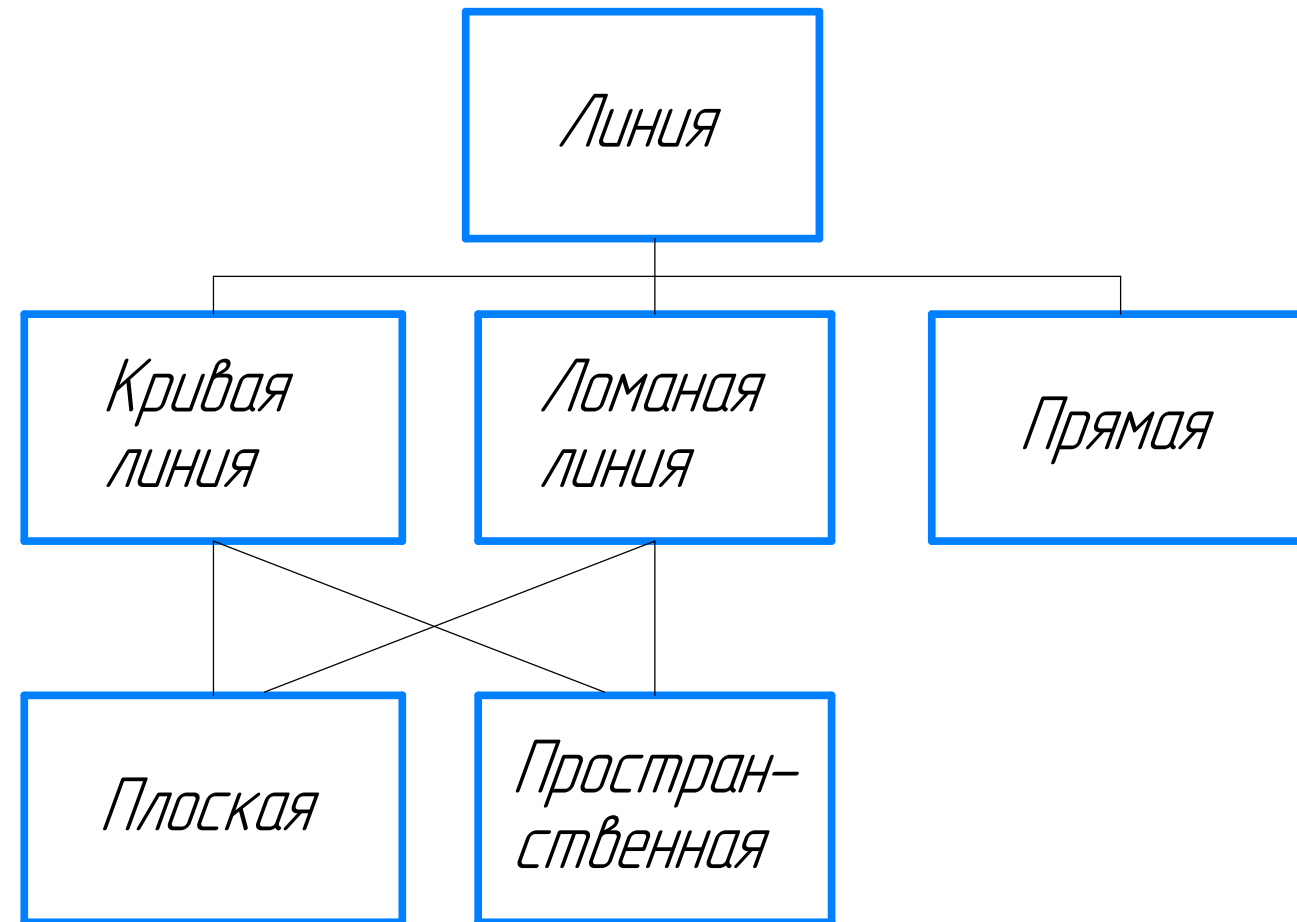 Линия
Кривая
линия
Ломаная
линия
Прямая
Плоская
Простран-
ственная